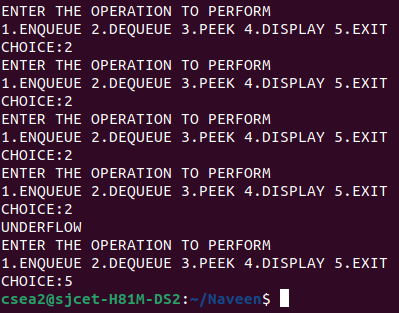 ENTER THE OPERATION TO PERFORM
1.ENQUEUE 2.DEQUEUE 3.PEEK 4.DISPLAY 5.EXIT
CHOICE:2
ENTER THE OPERATION TO PERFORM
1.ENQUEUE 2.DEQUEUE 3.PEEK 4.DISPLAY 5.EXIT
CHOICE:2
ENTER THE OPERATION TO PERFORM
1.ENQUEUE 2.DEQUEUE 3.PEEK 4.DISPLAY 5.EXIT
CHOICE:2
ENTER THE OPERATION TO PERFORM
1.ENQUEUE 2.DEQUEUE 3.PEEK 4.DISPLAY 5.EXIT
CHOICE:2
UNDERFLOW
ENTER THE OPERATION TO PERFORM
1.ENQUEUE 2.DEQUEUE 3.PEEK 4.DISPLAY 5.EXIT
CHOICE:5
csea2@sjcet-H81M-DS2:~/Naveen$